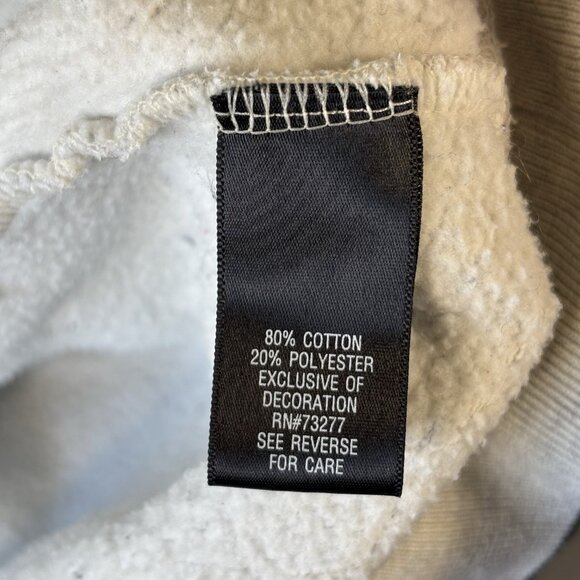 80% COTTON
20% POLYESTER
EXCLUSIVE OF
DECORATION
RN#73277
SEE REVERSE
FOR CARE